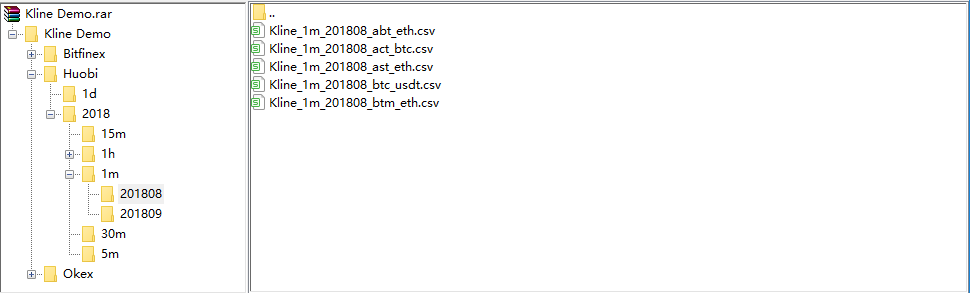 Kline Demo.rar
Kline Demo
Bitfinex
Huobi
1d
2018
15m
1h
1m
201808
201809
30m
5m
Okex
..
Kline_1m_201808_abt_eth.csv
Kline_1m_201808_act_btc.csv
Kline_1m_201808_ast_eth.csv
Kline_1m_201808_btc_usdt.csv
Kline_1m_201808_btm_eth.csv